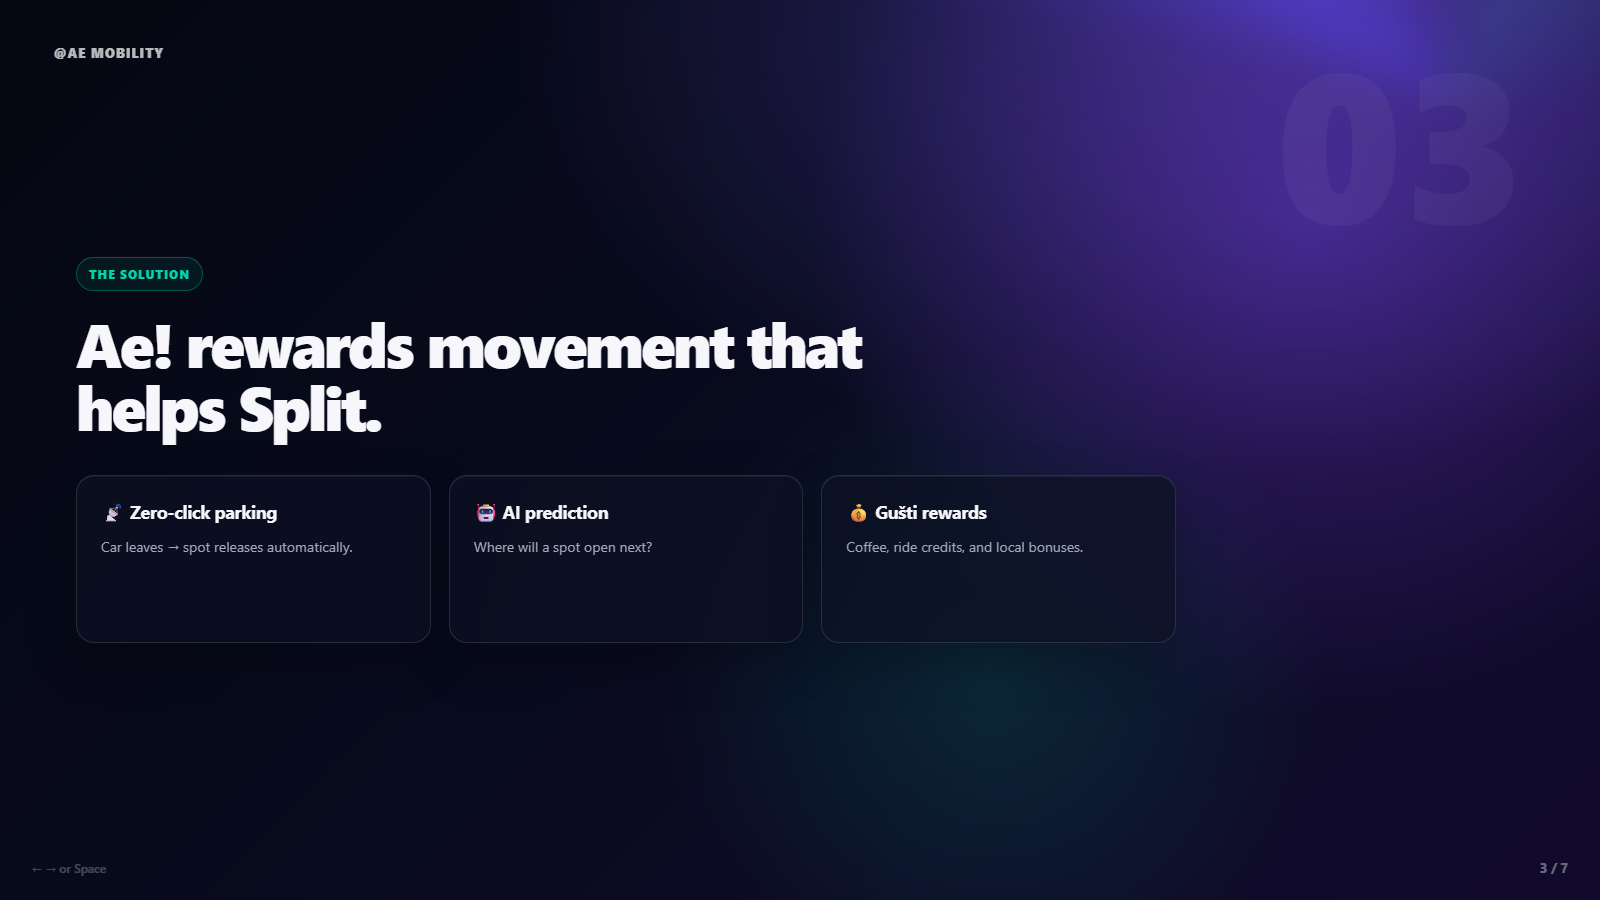 @AE MOBILITY
03
THE SOLUTION
Ae! rewards movement that
helps Split.
📡 Zero-click parking
Car leaves → spot releases automatically.
🤖 AI prediction
Where will a spot open next?
💰 Gušti rewards
Coffee, ride credits, and local bonuses.
← → or Space
3 / 7